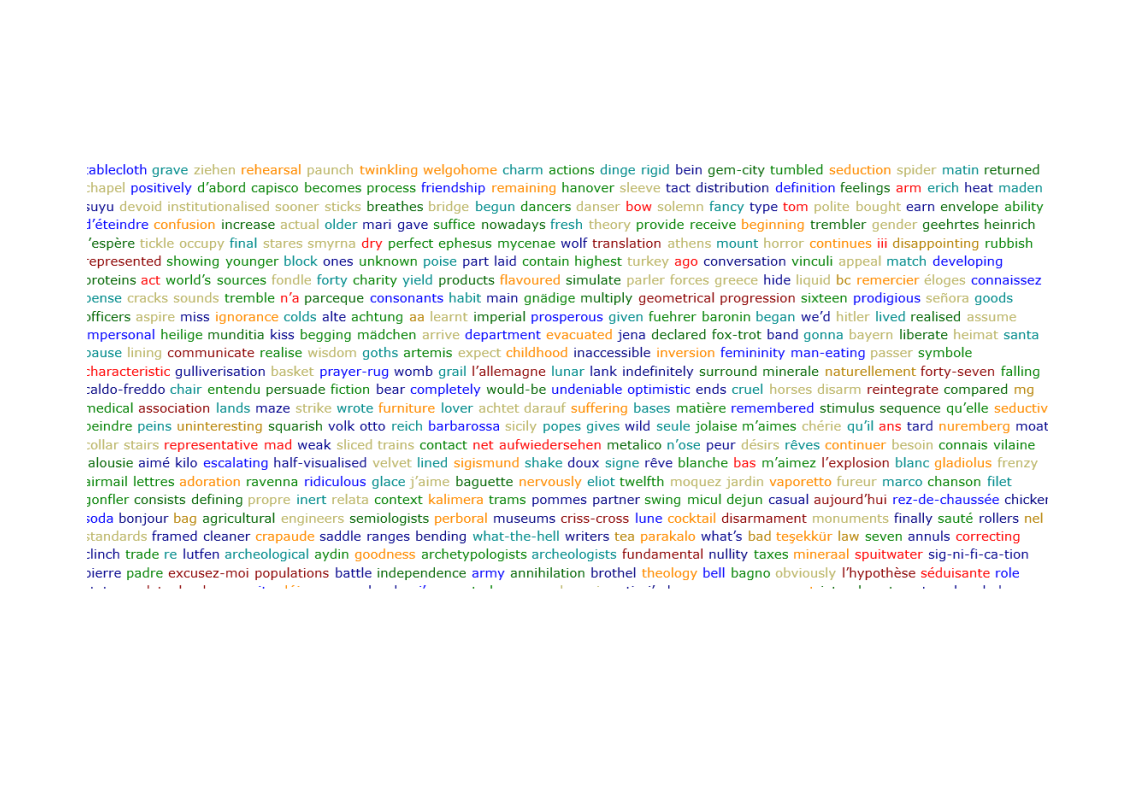 grave ziehen rehearsal paunch twinkling welgohome charm actions dinge rigid bein gem-city tumbled seduction spider matin returned
positively d’abord capisco becomes process friendship remaining hanover sleeve tact distribution definition feelings arm erich heat maden
suyu devoid institutionalised sooner sticks breathes bridge begun dancers danser bow solemn fancy type tom polite bought earn envelope ability
d’éteindre confusion increase actual older mari gave suffice nowadays fresh theory provide receive beginning trembler gender geehrtes heinrich
’espère tickle occupy final stares smyrna dry perfect ephesus mycenae wolf translation athens mount horror continues iii disappointing rubbish
represented showing younger block ones unknown poise part laid contain highest turkey ago conversation vinculi appeal match developing
proteins act world’s sources fondle forty charity yield products flavoured simulate parler forces greece hide liquid bc remercier éloges connaissez
pense cracks sounds tremble n’a parceque consonants habit main gnädige multiply geometrical progression sixteen prodigious señora goods
officers aspire miss ignorance colds alte achtung aa learnt imperial prosperous given fuehrer baronin began we’d hitler lived realised assume
mpersonal heilige munditia kiss begging mädchen arrive department evacuated jena declared fox-trot band gonna bayern liberate heimat santa
pause lining communicate realise wisdom goths artemis expect childhood inaccessible inversion femininity man-eating passer symbole
characteristic gulliverisation basket prayer-rug womb grail l’allemagne lunar lank indefinitely surround minerale naturellement forty-seven falling
caldo-freddo chair entendu persuade fiction bear completely would-be undeniable optimistic ends cruel horses disarm reintegrate compared mg
medical association lands maze strike wrote furniture lover achtet darauf suffering bases matière remembered stimulus sequence qu’elle seductiv
peindre peins uninteresting squarish volk otto reich barbarossa sicily popes gives wild seule jolaise m’aimes chérie qu’il ans tard nuremberg moat
collar stairs representative mad weak sliced trains contact net aufwiedersehen metalico n’ose peur désirs rêves continuer besoin connais vilaine
jalousie aimé kilo escalating half-visualised velvet lined sigismund shake doux signe rêve blanche bas m’aimez l’explosion blanc gladiolus frenzy
airmail lettres adoration ravenna ridiculous glace j’aime baguette nervously eliot twelfth moquez jardin vaporetto fureur marco chanson filet
gonfler consists defining propre inert relata context kalimera trams pommes partner swing micul dejun casual aujourd’hui rez-de-chaussée chicken
soda bonjour bag agricultural engineers semiologists perboral museums criss-cross lune cocktail disarmament monuments finally sauté rollers nel
standards framed cleaner crapaude saddle ranges bending what-the-hell writers tea parakalo what’s bad teşekkür law seven annuls correcting
clinch trade re lutfen archeological aydin goodness archetypologists archeologists fundamental nullity taxes mineraal spuitwater sig-ni-fi-ca-tion
pierre padre excusez-moi populations battle independence army annihilation brothel theology bell bagno obviously l’hypothèse séduisante role